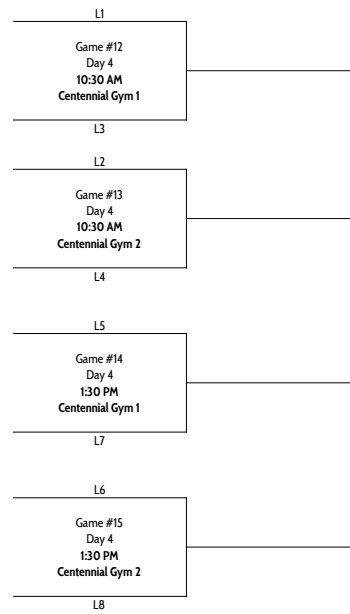 L1
Game #12
Day 4
10:30 AM
Centennial Gym 1
L3
L2
Game #13
Day 4
10:30 AM
Centennial Gym 2
L4
L5
Game #14
Day 4
1:30 PM
Centennial Gym 1
L7
L6
Game #15
Day 4
1:30 PM
Centennial Gym 2
L8